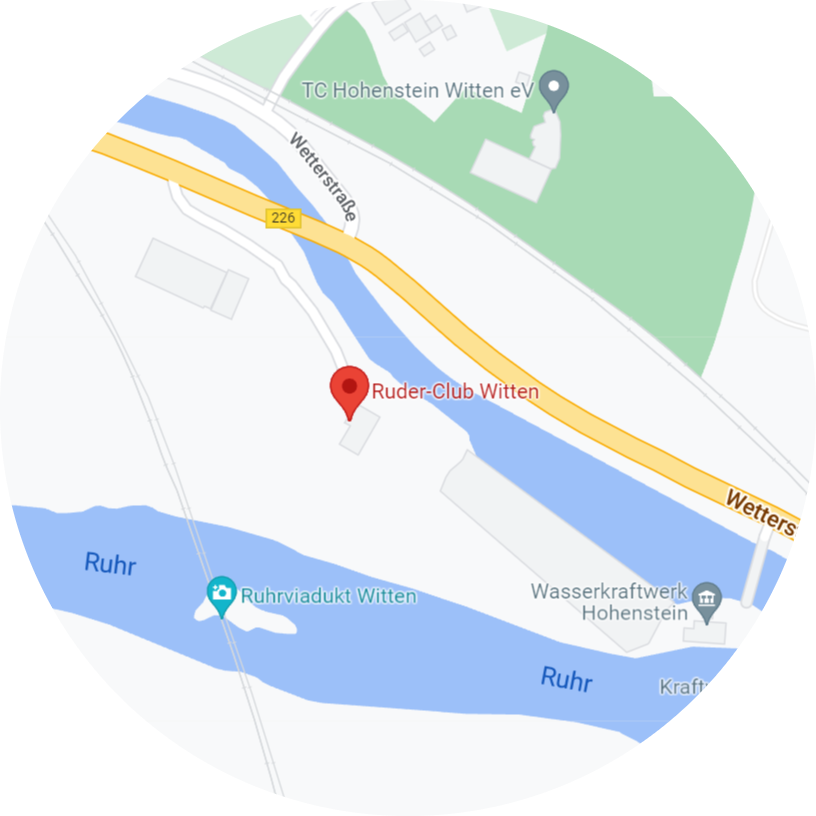 TC Hohenstein Witten eV
Wetterstraße
226
Ruder-Club Witten
Wetters
Ruhr
Ruhrviadukt Witten
Wasserkraftwerk
Hohenstein
Ruhr
Kraft